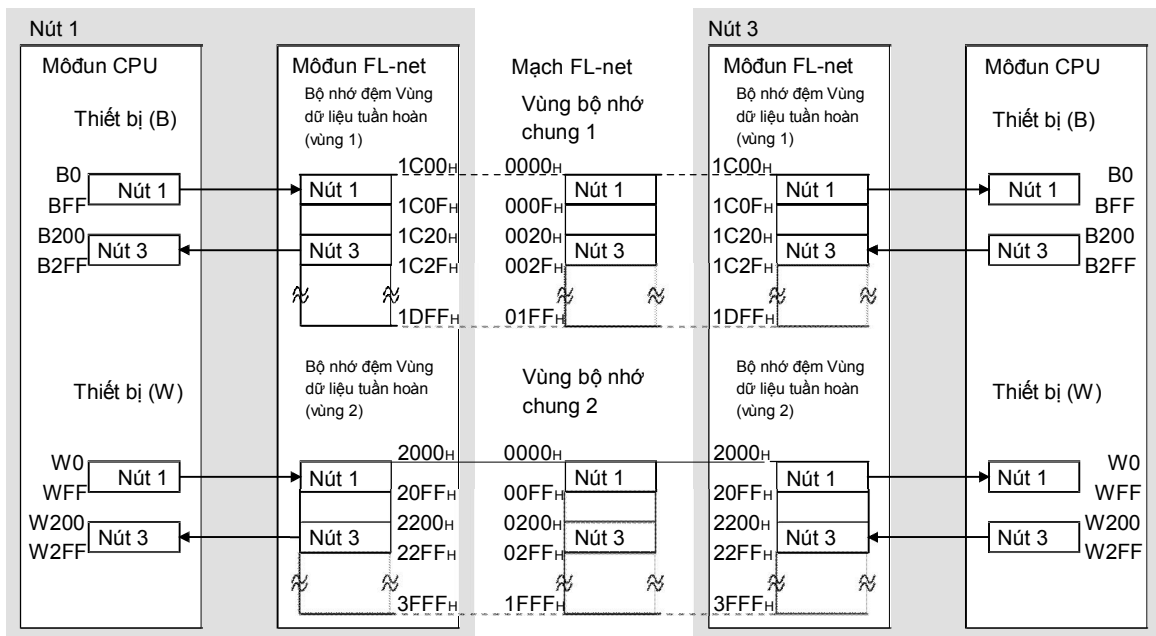 Nút 1
Nút 3
Môđun CPU
Môđun FL-net
Mạch FL-net
Môđun FL-net
Môđun CPU
Thiết bị (B)
Bộ nhớ đệm Vùng
dữ liệu tuần hoàn
(vùng 1)
Vùng bộ nhớ
chung 1
Bộ nhớ đệm Vùng
dữ liệu tuần hoàn
(vùng 1)
Thiết bị (B)
1C00H 0000H 1C00H
B0 Nút 1 Nút 1 Nút 1 Nút 1 Nút 1 B0
BFF 1C0FH 000FH 1C0FH BFF
B200 1C20H 0020H 1C20H B200
Nút 3 Nút 3 Nút 3 Nút 3 Nút 3
B2FF 1C2FH 002FH 1C2FH B2FF
1DFFH 01FFH 1DFFH
Thiết bị (W)
Bộ nhớ đệm Vùng
dữ liệu tuần hoàn
(vùng 2)
Vùng bộ nhớ
chung 2
Bộ nhớ đệm Vùng
dữ liệu tuần hoàn
(vùng 2)
Thiết bị (W)
2000H 0000H 2000H
W0 Nút 1 Nút 1 Nút 1 Nút 1 Nút 1 W0
WFF 20FFH 00FFH 20FFH WFF
W200 2200H 0200H 2200H W200
Nút 3 Nút 3 Nút 3 Nút 3 Nút 3
W2FF 22FFH 02FFH 22FFH W2FF
3FFFH 1FFFH 3FFFH